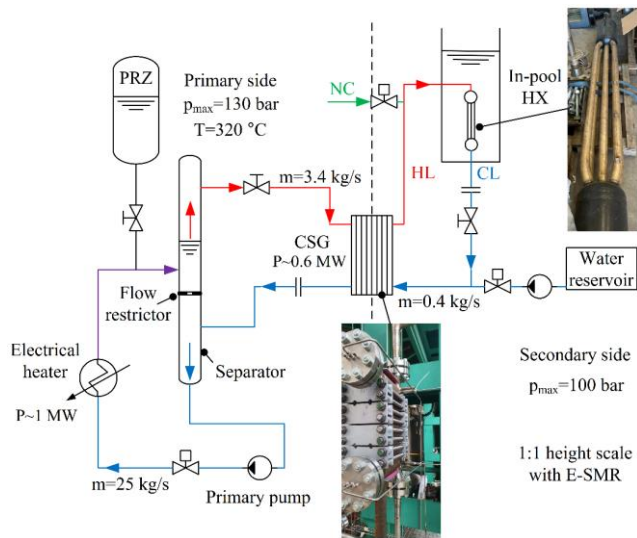 PRZ
Primary side
pmax=130 bar
T=320 °C
NC
In-pool
HX
m=3.4 kg/s
HL
CL
CSG
P~0.6 MW
Water
reservoir
m=0.4 kg/s
Flow
restrictor
Electrical
heater
Separator
P~1 MW
Secondary side
pmax=100 bar
1:1 height scale
with E-SMR
m=25 kg/s
Primary pump